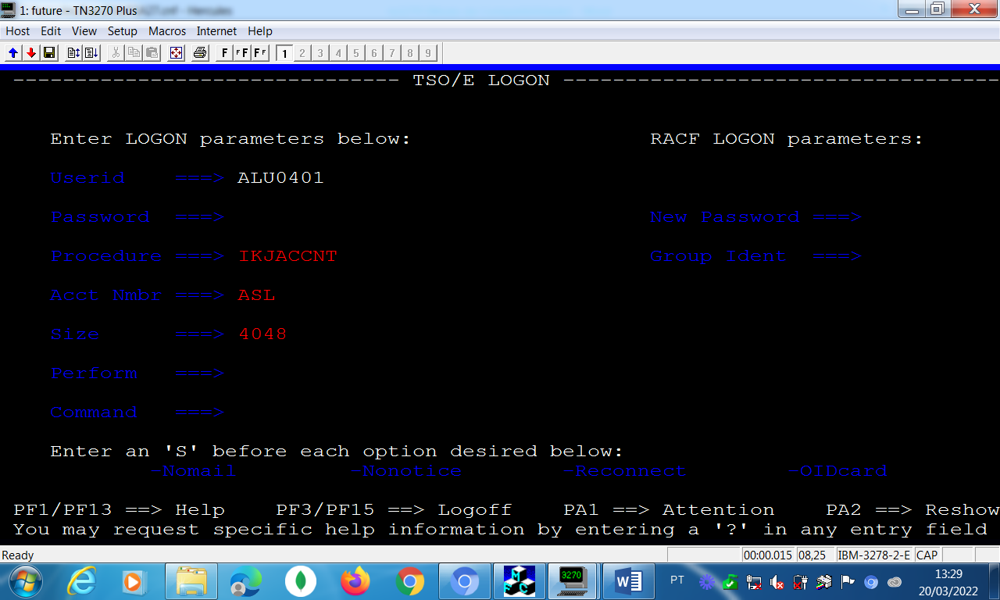 1: future - TN3270 Plus
Host Edit View Setup Macros Internet Help
F FF FF 1 2 3 4 5 6 7 8 9
------------------------------- TSO/E LOGON -----------------------------------
Enter LOGON parameters below: RACF LOGON parameters:
Userid ===> ALU0401
Password ===> New Password ===>
Procedure ===> IKJACCNT Group Ident ===>
Acct Nmbr ===> ASL
Size ===> 4048
Perform ===>
Command ===>
Enter an 'S' before each option desired below:
-Nomail -Nonotice -Reconnect -OIDcard
PF1/PF13 ==> Help PF3/PF15 ==> Logoff PA1 ==> Attention PA2 ==> Reshow
You may request specific help information by entering a '?' in any entry field
Ready 00:00.015 08,25 IBM-3278-2-E CAP
3270 W PT 13:29
20/03/2022